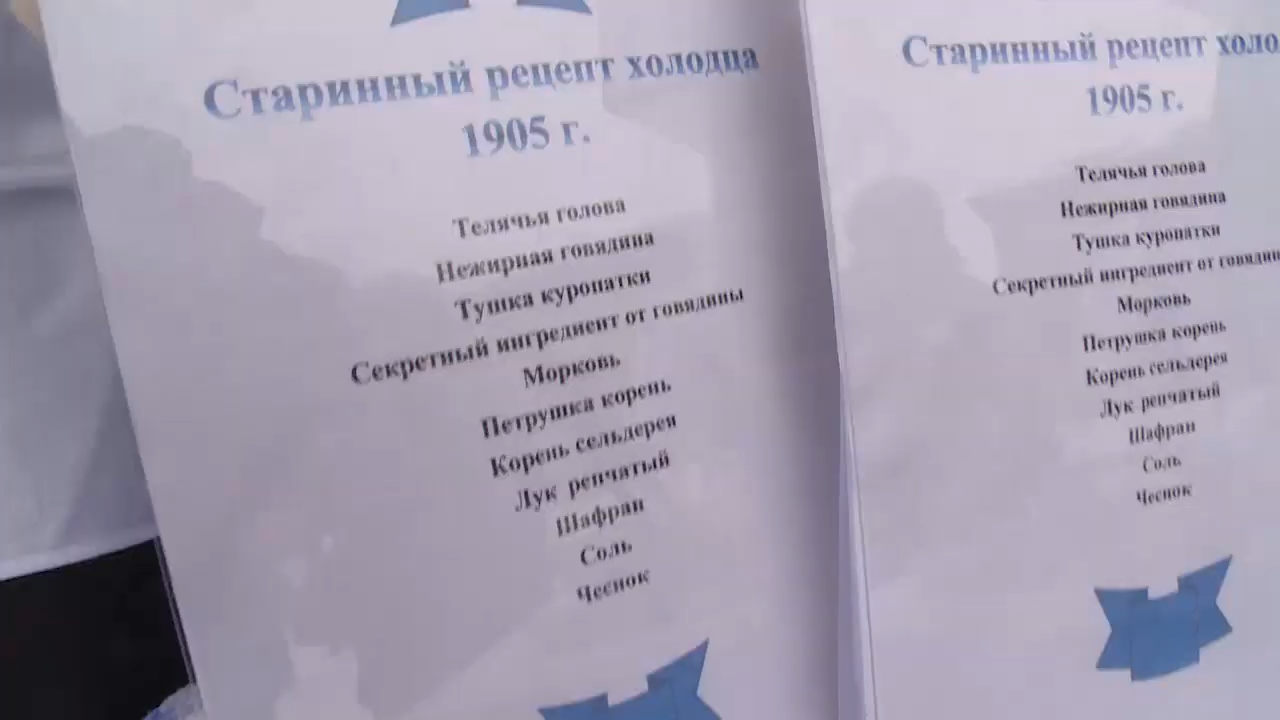 Старинный рецепт холодца
1905 г.
Телячья голова
Нежирная говядина
Тушка куропатки
Секретный ингредиент от говядины
Морковь
Петрушка корень
Корень сельдерея
Лук репчатый
Шафран
Соль
Чеснок
Старинный рецепт холо
1905 г.
Телячья голова
Нежирная говядина
Тушка куропатки
Секретный ингредиент от говядин
Морковь
Петрушка корень
Корень сельдерея
Лук репчатый
Шафран
Соль
Чеснок